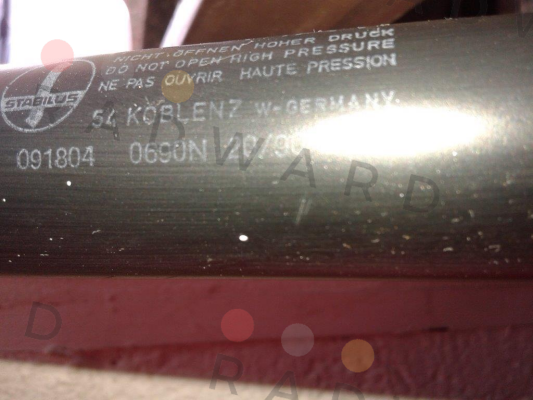 NICHT ÖFFNEN HOHER DRUCK
DO NOT OPEN HIGH PRESSURE
NE PAS OUVRIR HAUTE PRESSION
STABILUS
54 KOBLENZ W-GERMANY.
091804 0690N
ARWARD